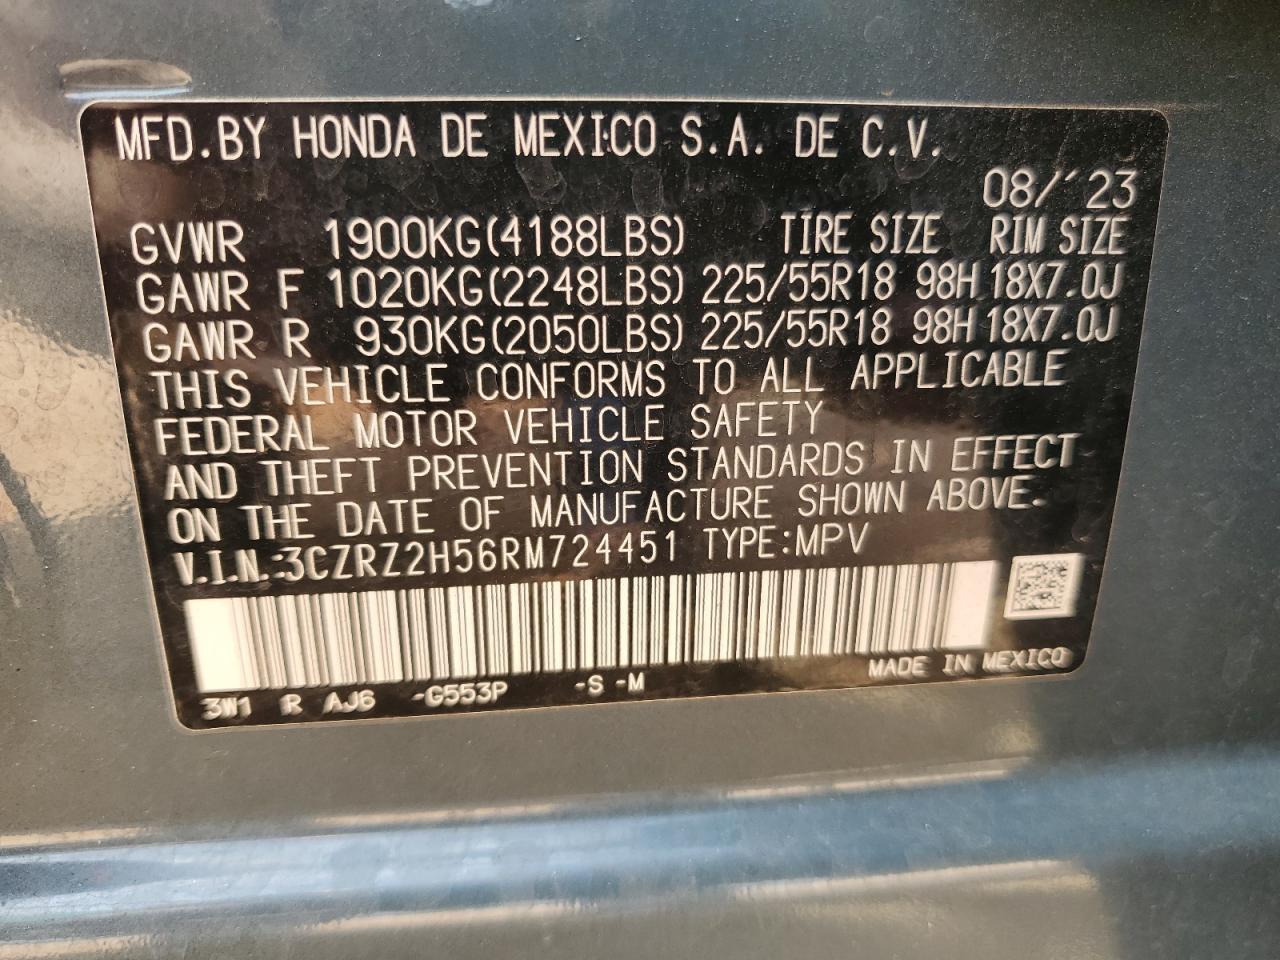 MFD.BY HONDA DE MEXICO S.A. DE C.V.
08/'23
GVWR 1900KG(4188LBS) TIRE SIZE RIM SIZE
GAWR F 1020KG(2248LBS) 225/55R18 98H 18X7.0J
GAWR R 930KG(2050LBS) 225/55R18 98H 18X7.0J
THIS VEHICLE CONFORMS TO ALL APPLICABLE
FEDERAL MOTOR VEHICLE SAFETY
AND THEFT PREVENTION STANDARDS IN EFFECT
ON THE DATE OF MANUFACTURE SHOWN ABOVE.
V.I.N.:3CZRZ2H56RM724451 TYPE:MPV
MADE IN MEXICO
3W1 R AJ6 -G553P -S -M